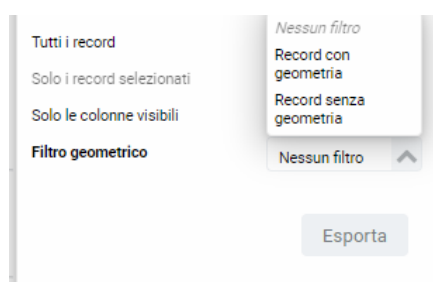 Tutti i record
Solo i record selezionati
Solo le colonne visibili
Filtro geometrico
Nessun filtro
Record con
geometria
Record senza
geometria
Nessun filtro
Esporta